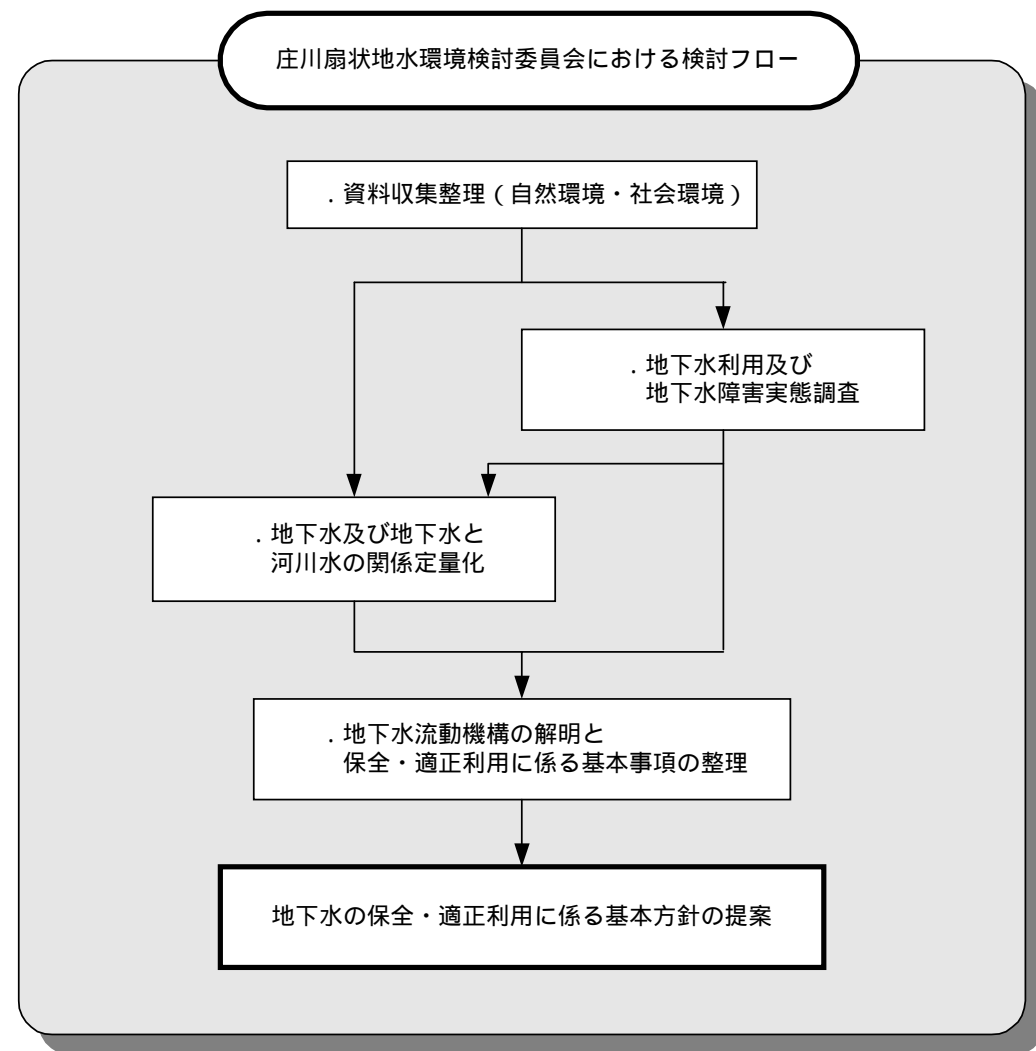 庄川扇状地水環境検討委員会における検討フロー
．資料収集整理（自然環境・社会環境）
．地下水利用及び
地下水障害実態調査
．地下水及び地下水と
河川水の関係定量化
．地下水流動機構の解明と
保全・適正利用に係る基本事項の整理
地下水の保全・適正利用に係る基本方針の提案